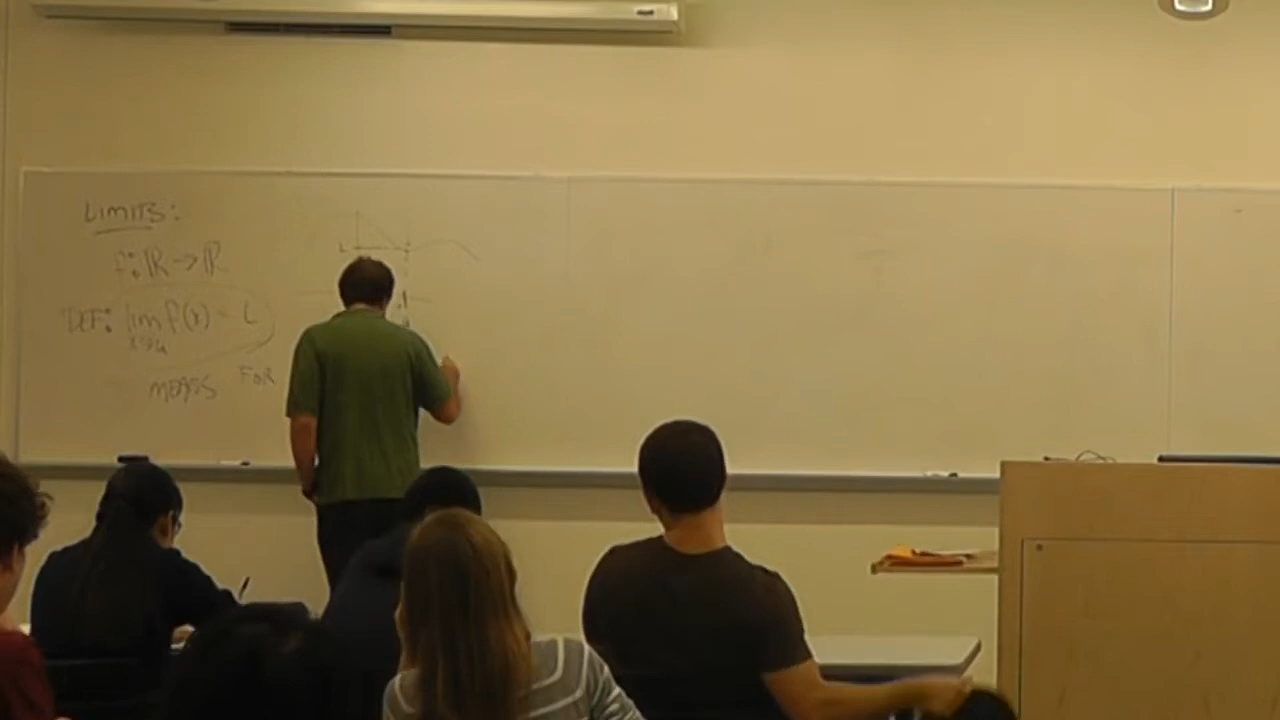 LIMITS:
f: ℝ → ℝ
DEF: lim f(x) = L
x→a
MEANS FOR
L